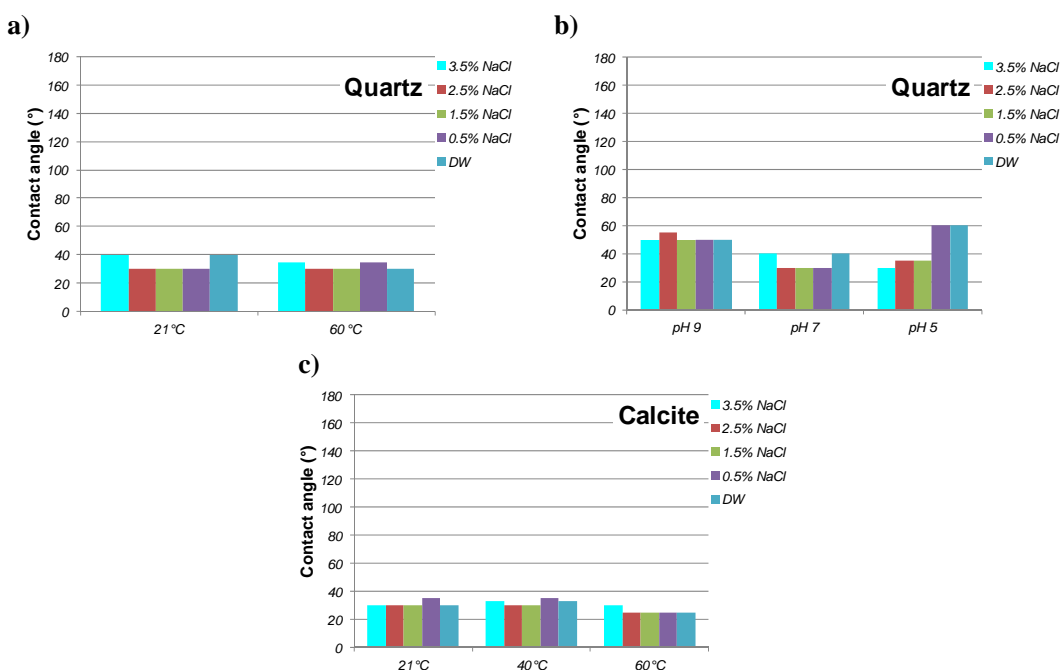 a)
180
160
140
120
100
80
60
40
20
0
Contact angle (°)
Quartz
3.5% NaCl
2.5% NaCl
1.5% NaCl
0.5% NaCl
DW
21°C
60°C
b)
180
160
140
120
100
80
60
40
20
0
Contact angle (°)
Quartz
3.5% NaCl
2.5% NaCl
1.5% NaCl
0.5% NaCl
DW
pH 9
pH 7
pH 5
c)
180
160
140
120
100
80
60
40
20
0
Contact angle (°)
Calcite
3.5% NaCl
2.5% NaCl
1.5% NaCl
0.5% NaCl
DW
21°C
40°C
60°C